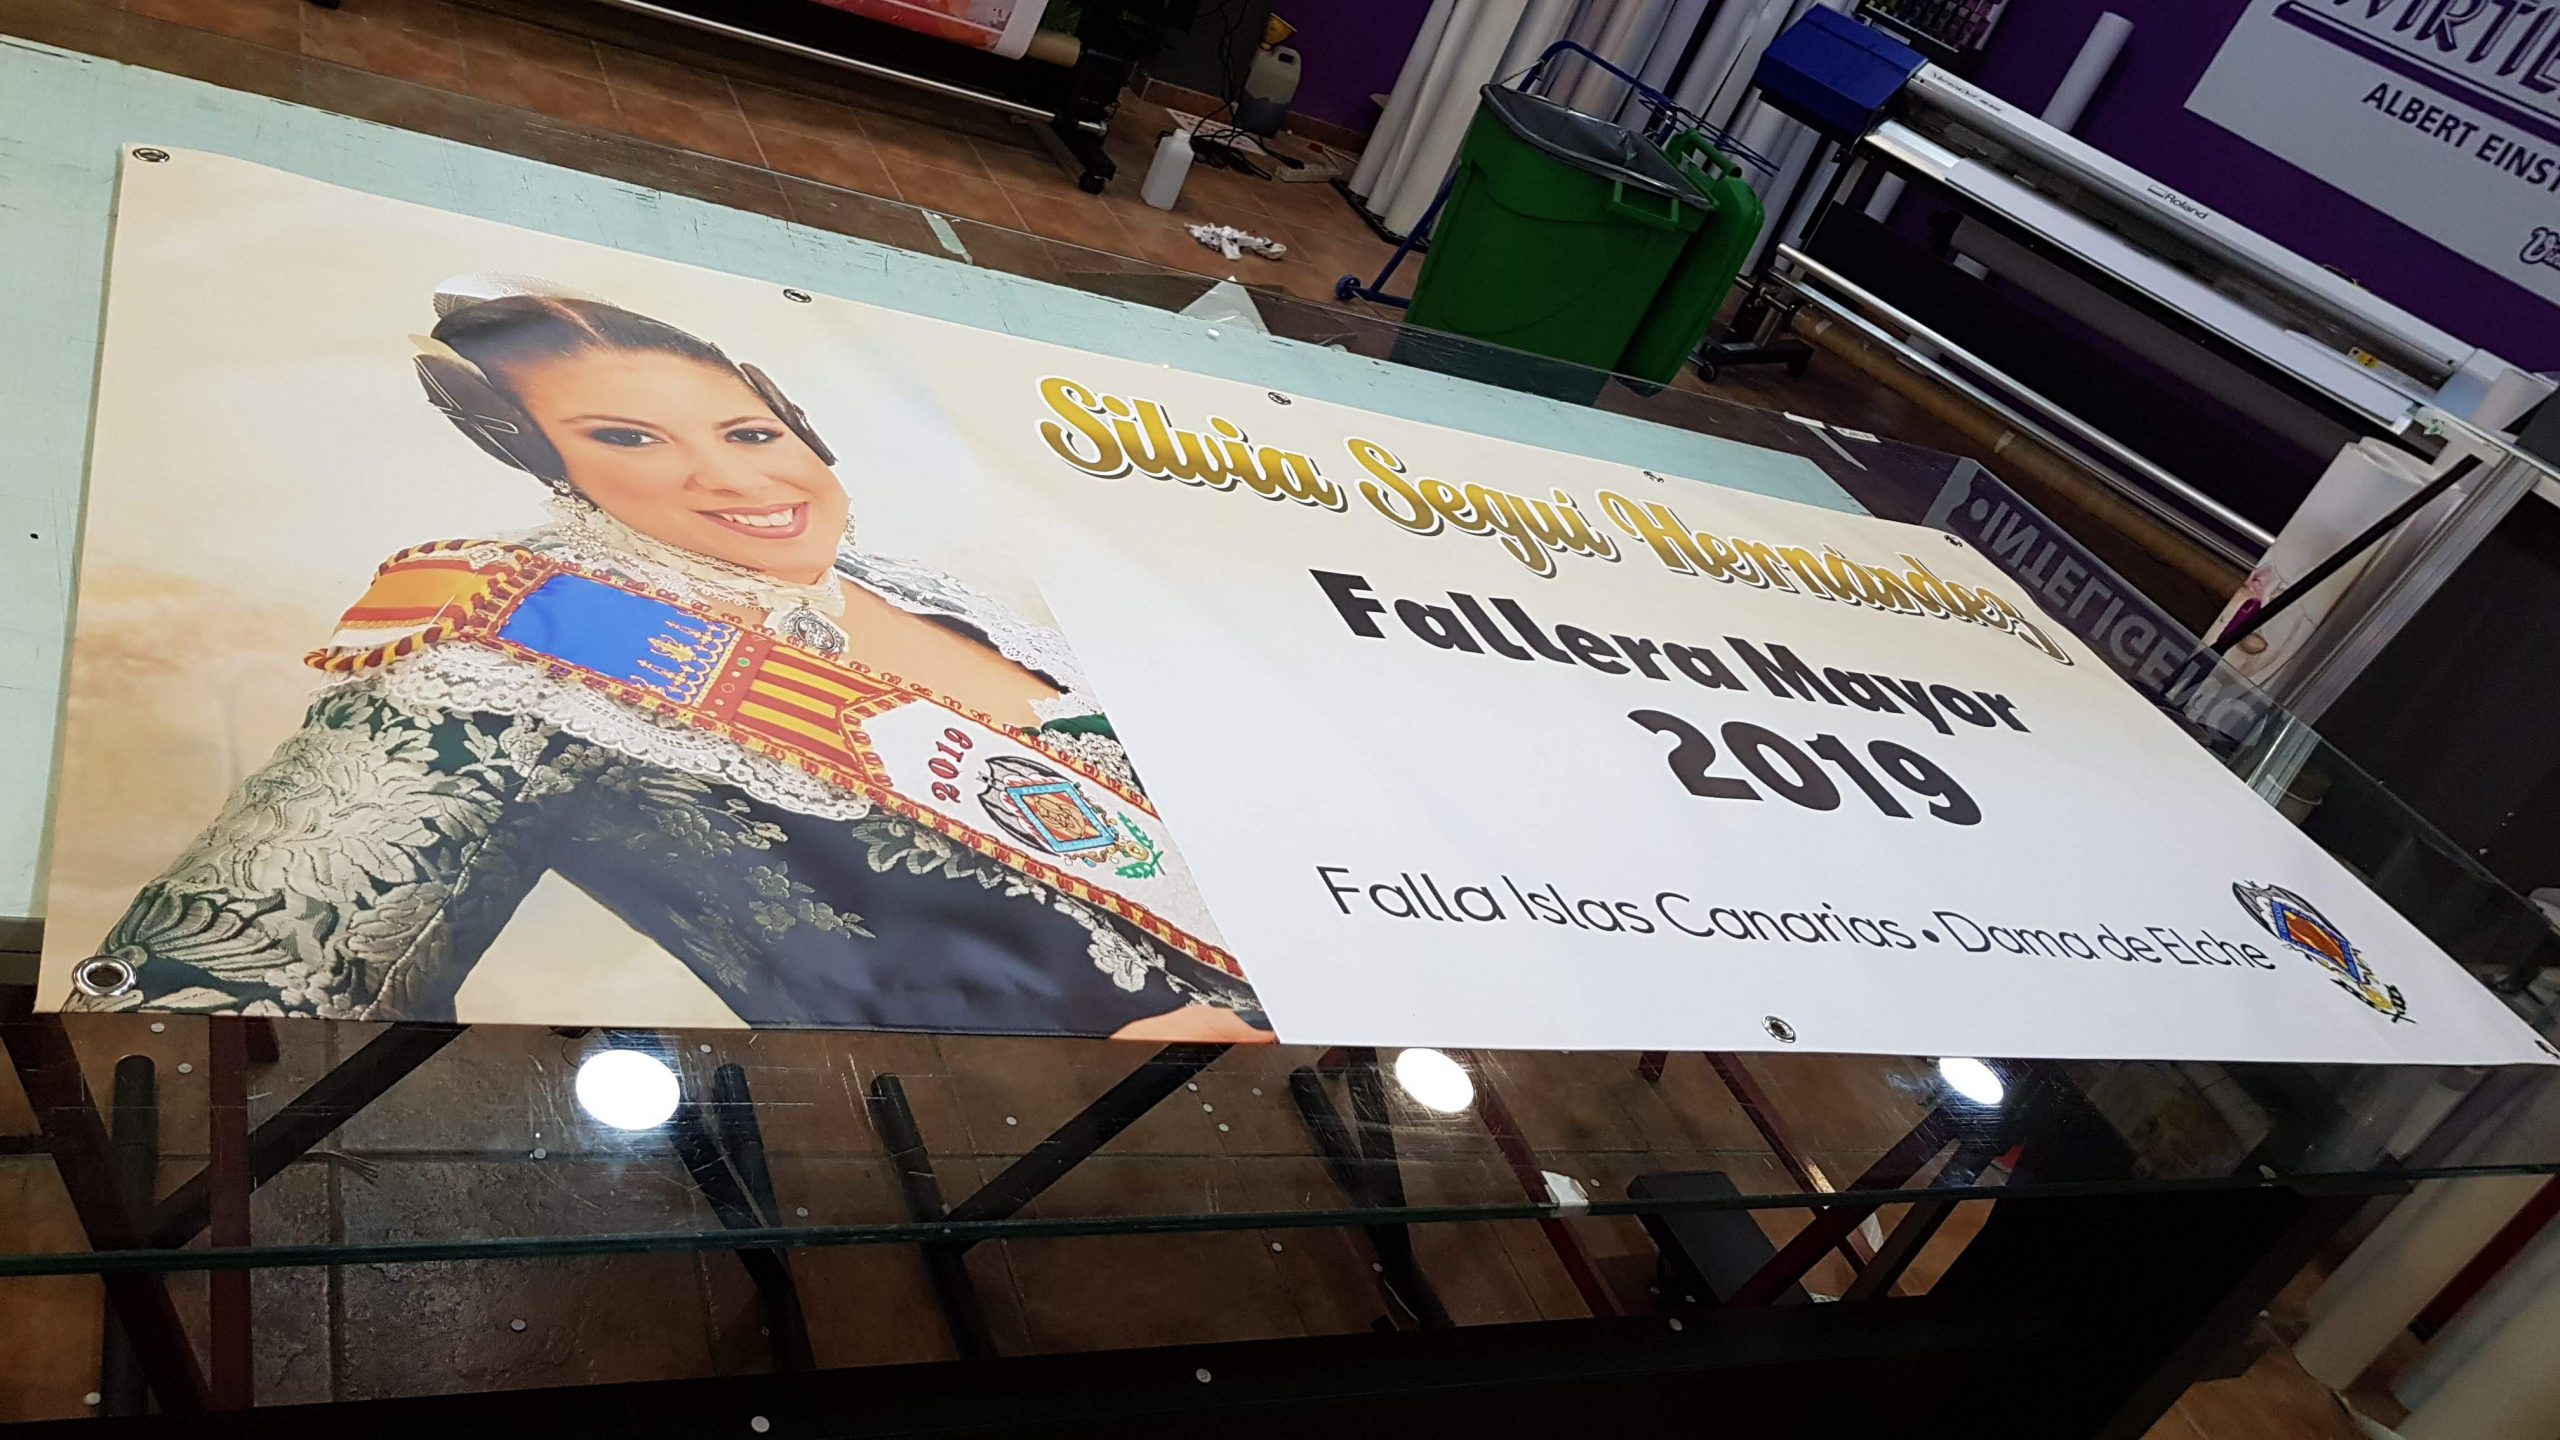 Silvia Seguí Hernández
Fallera Mayor
2019
Falla Islas Canarias • Dama de Elche
2019
Roland
ALBERT EINST